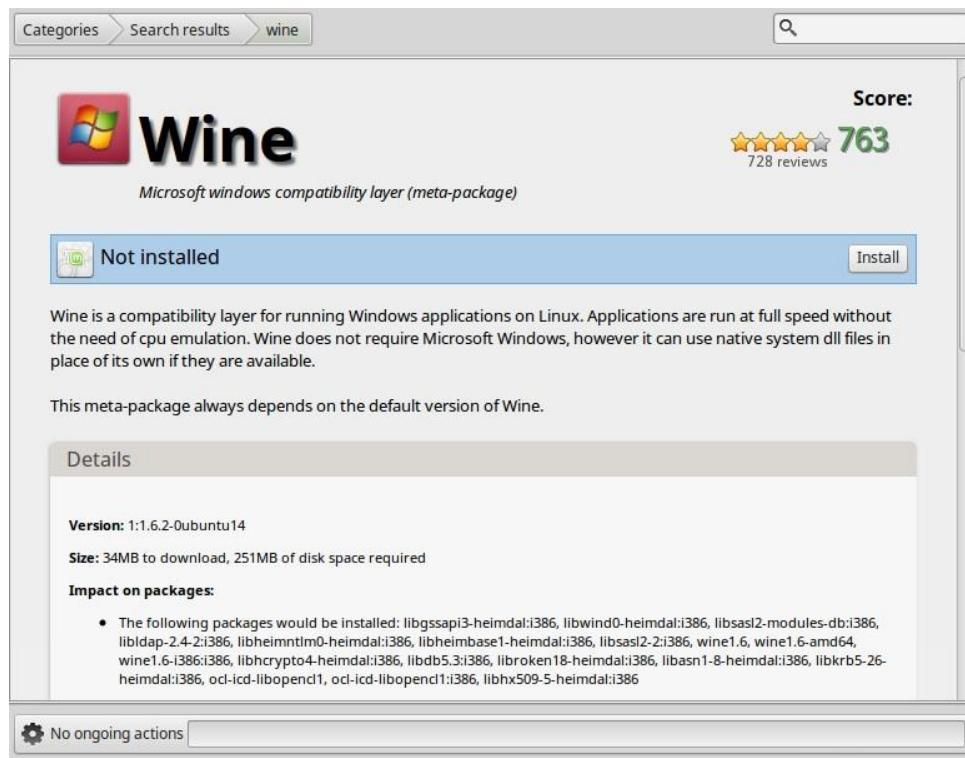 Categories Search results wine
Score:
Wine
763
728 reviews
Microsoft windows compatibility layer (meta-package)
Not installed
Install
Wine is a compatibility layer for running Windows applications on Linux. Applications are run at full speed without
the need of cpu emulation. Wine does not require Microsoft Windows, however it can use native system dll files in
place of its own if they are available.
This meta-package always depends on the default version of Wine.
Details
Version: 1:1.6.2-0ubuntu14
Size: 34MB to download, 251MB of disk space required
Impact on packages:
• The following packages would be installed: libgssapi3-heimdal:i386, libwind0-heimdal:i386, libsasl2-modules-db:i386,
libldap-2.4-2:i386, libheimntlm0-heimdal:i386, libheimbase1-heimdal:i386, libsasl2-2:i386, wine1.6, wine1.6-amd64,
wine1.6-i386:i386, libhcrypto4-heimdal:i386, libdb5.3:i386, libroken18-heimdal:i386, libasn1-8-heimdal:i386, libkrb5-26-
heimdal:i386, ocl-icd-libopencl1, ocl-icd-libopencl1:i386, libhx509-5-heimdal:i386
No ongoing actions